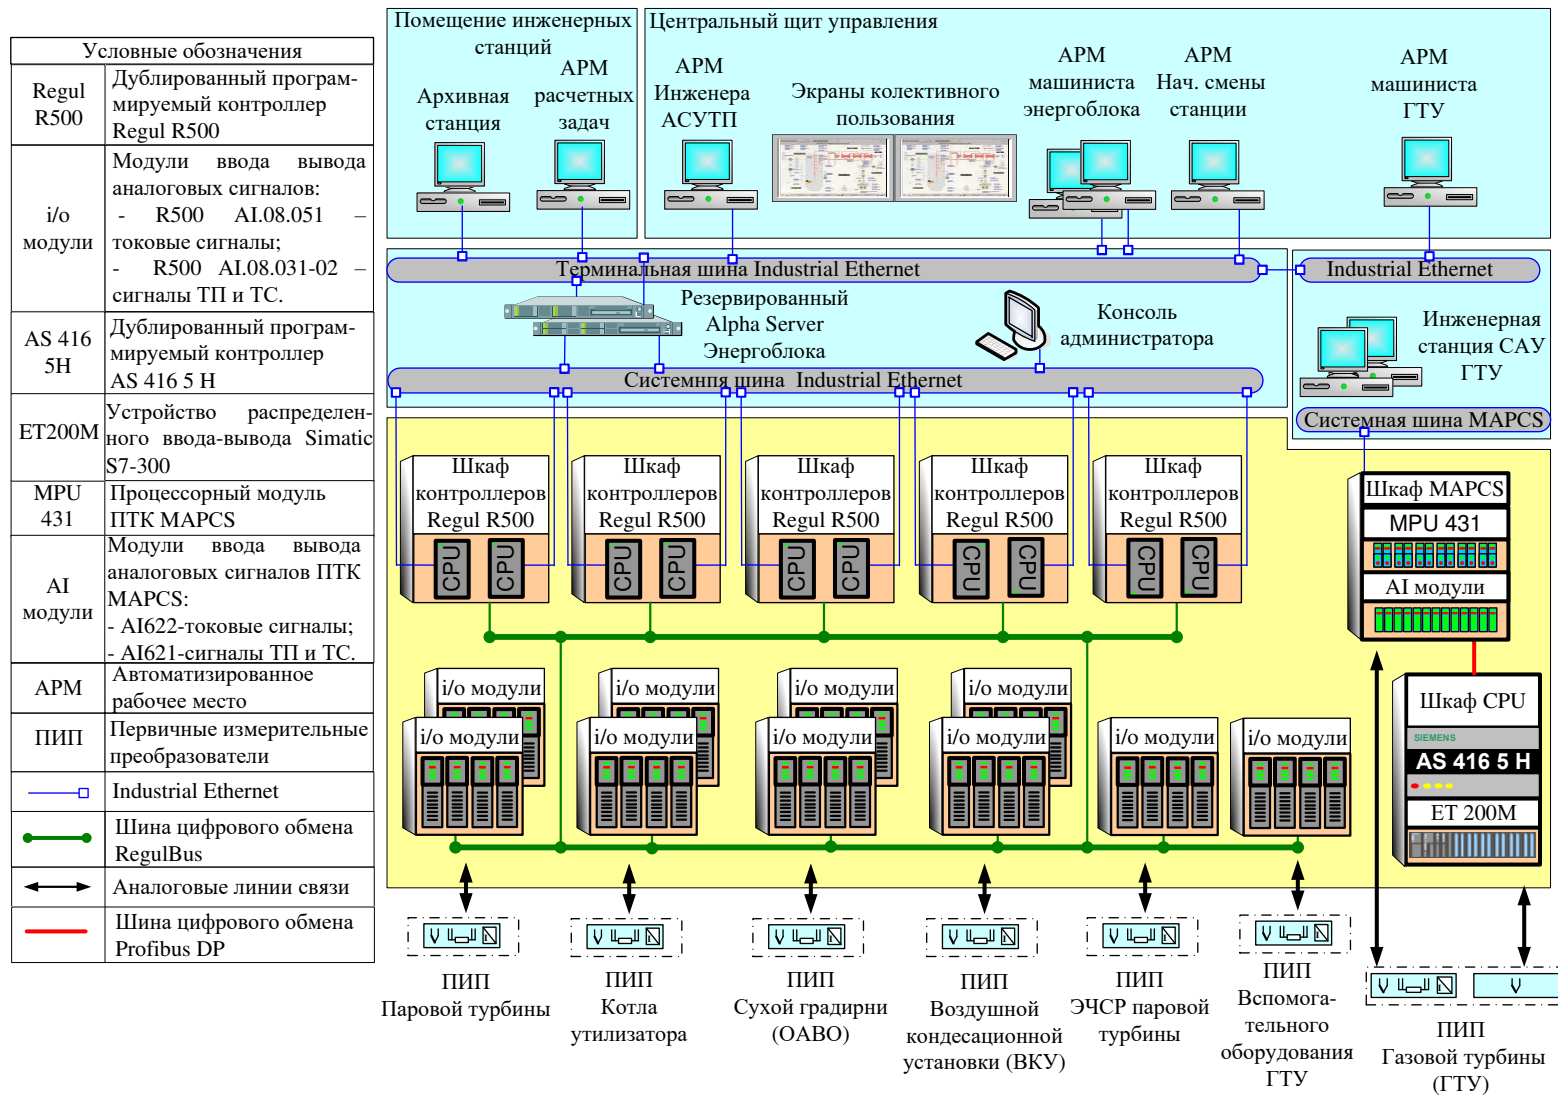 Условные обозначения
Regul
R500
Дублированный програм-
мируемый контроллер
Regul R500
i/o
модули
Модули ввода вывода
аналоговых сигналов:
- R500 AI.08.051 –
токовые сигналы;
- R500 AI.08.031-02 –
сигналы ТП и ТС.
AS 416
5H
Дублированный програм-
мируемый контроллер
AS 416 5 H
ET200M
Устройство распределен-
ного ввода-вывода Simatic
S7-300
MPU
431
Процессорный модуль
ПТК MAPCS
AI
модули
Модули ввода вывода
аналоговых сигналов ПТК
MAPCS:
- AI622-токовые сигналы;
- AI621-сигналы ТП и ТС.
АРМ
Автоматизированное
рабочее место
ПИП
Первичные измерительные
преобразователи
Industrial Ethernet
Шина цифрового обмена
RegulBus
Аналоговые линии связи
Шина цифрового обмена
Profibus DP
Помещение инженерных
станций
Архивная
станция
АРМ
расчетных
задач
Центральный щит управления
АРМ
Инженера
АСУТП
Экраны колективного
пользования
АРМ
машиниста
энергоблока
АРМ
Нач. смены
станции
АРМ
машиниста
ГТУ
Терминальная шина Industrial Ethernet
Industrial Ethernet
Резервированный
Alpha Server
Энергоблока
Консоль
администратора
Инженерная
станция САУ
ГТУ
Системнпя шина Industrial Ethernet
Системная шина MAPCS
Шкаф
контроллеров
Regul R500
CPU
CPU
Шкаф
контроллеров
Regul R500
CPU
CPU
Шкаф
контроллеров
Regul R500
CPU
CPU
Шкаф
контроллеров
Regul R500
CPU
CPU
Шкаф
контроллеров
Regul R500
CPU
CPU
Шкаф MAPCS
MPU 431
AI модули
i/o модули
i/o модули
i/o модули
i/o модули
i/o модули
i/o модули
i/o модули
i/o модули
i/o модули
i/o модули
Шкаф CPU
SIEMENS
AS 416 5 H
ET 200M
ПИП
Паровой турбины
ПИП
Котла
утилизатора
ПИП
Сухой градирни
(ОАВО)
ПИП
Воздушной
кондесационной
установки (ВКУ)
ПИП
ЭЧСР паровой
турбины
ПИП
Вспомога-
тельного
оборудования
ГТУ
ПИП
Газовой турбины
(ГТУ)